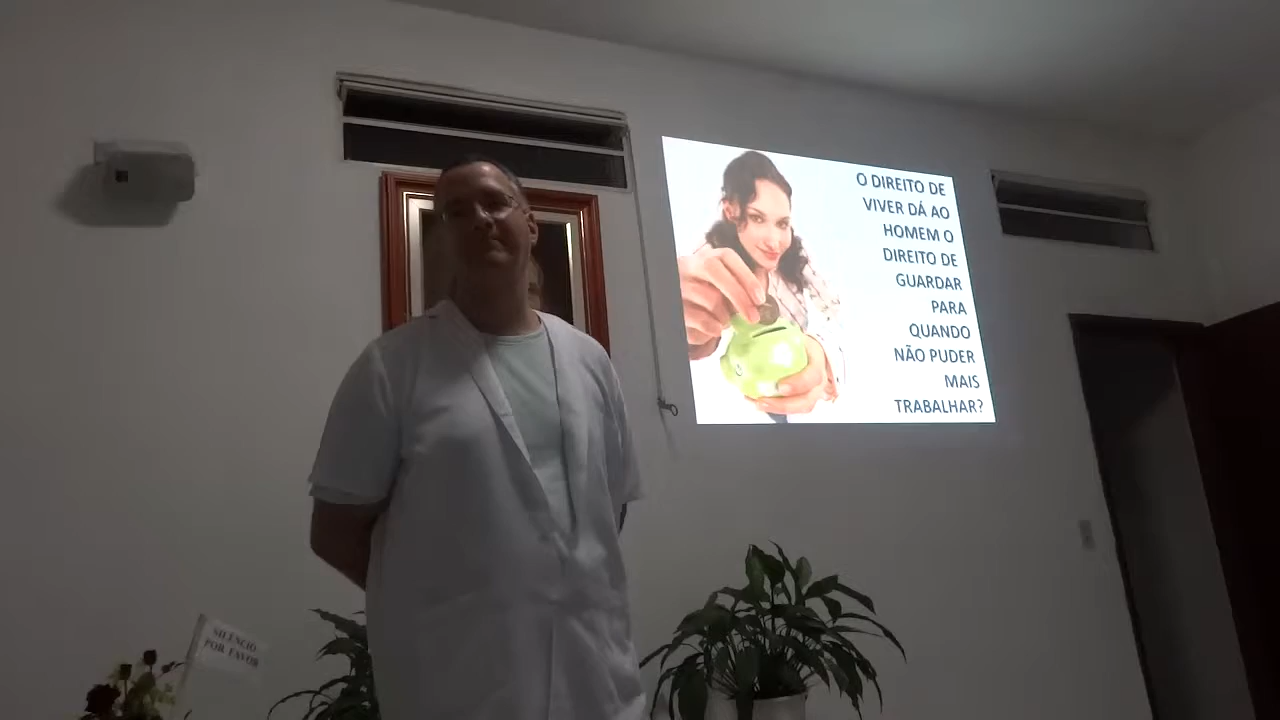 O DIREITO DE
VIVER DÁ AO
HOMEM O
DIREITO DE
GUARDAR
PARA
QUANDO
NÃO PUDER
MAIS
TRABALHAR?
SILÊNCIO
POR FAVOR